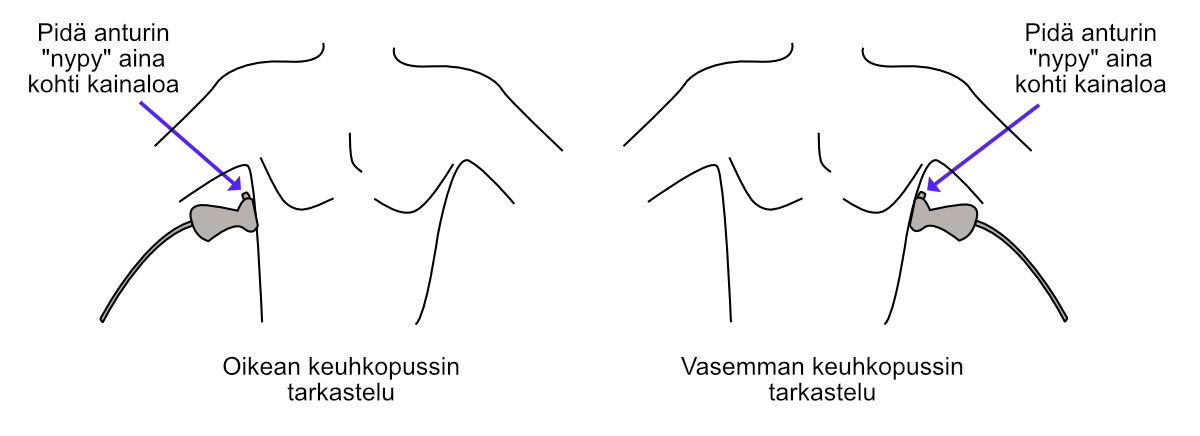 Pidä anturin
"nypy" aina
kohti kainaloa
Pidä anturin
"nypy" aina
kohti kainaloa
Oikean keuhkopussin
tarkastelu
Vasemman keuhkopussin
tarkastelu